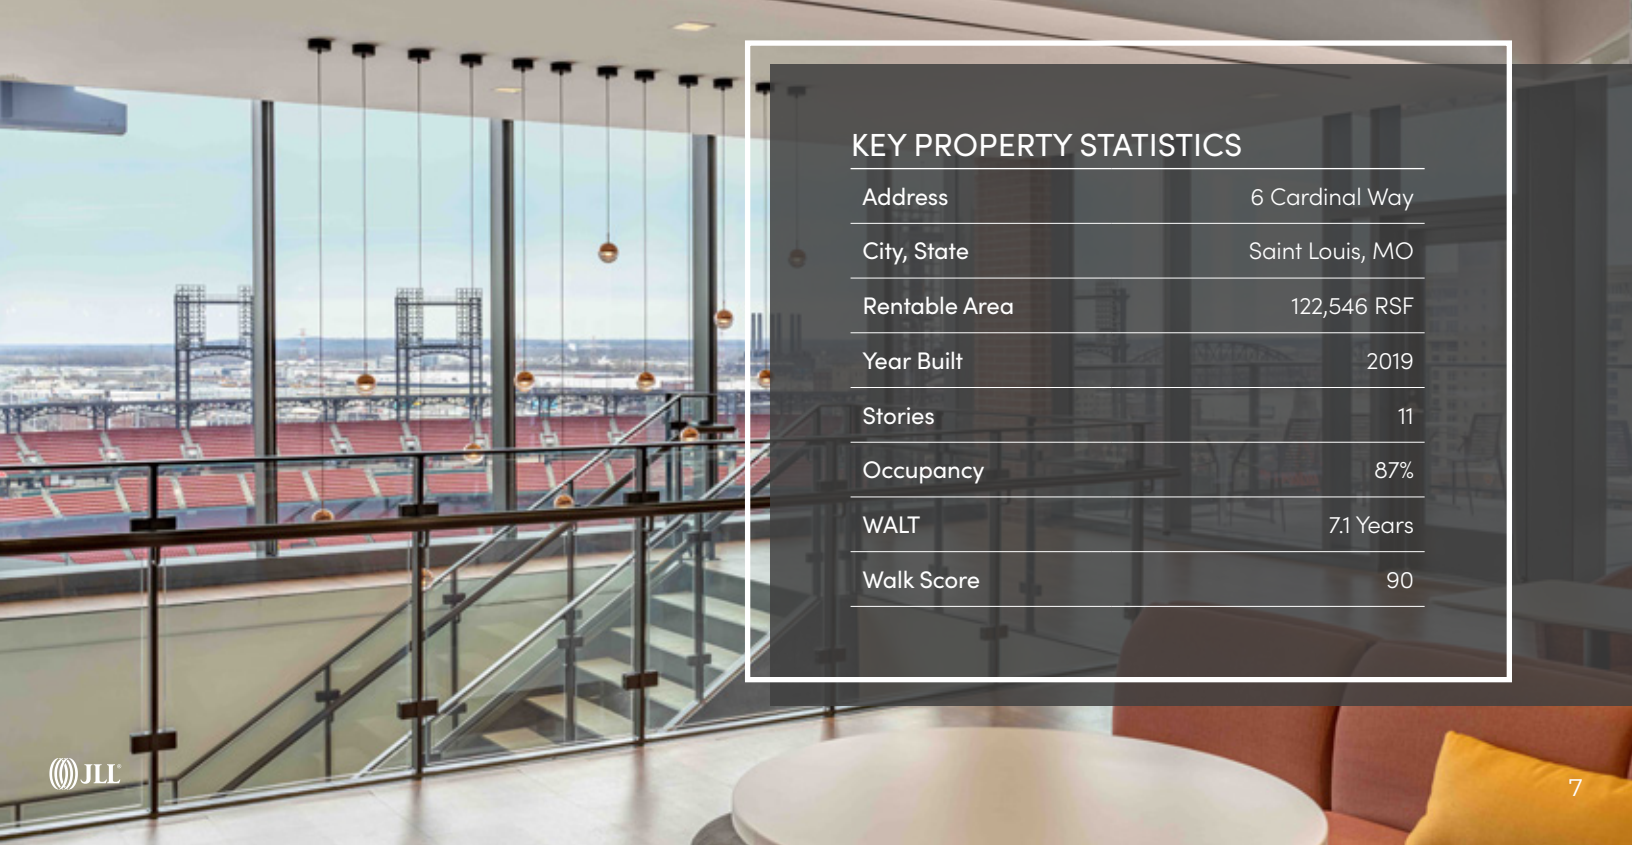 KEY PROPERTY STATISTICS
Address 6 Cardinal Way
City, State Saint Louis, MO
Rentable Area 122,546 RSF
Year Built 2019
Stories 11
Occupancy 87%
WALT 7.1 Years
Walk Score 90
JLL
7